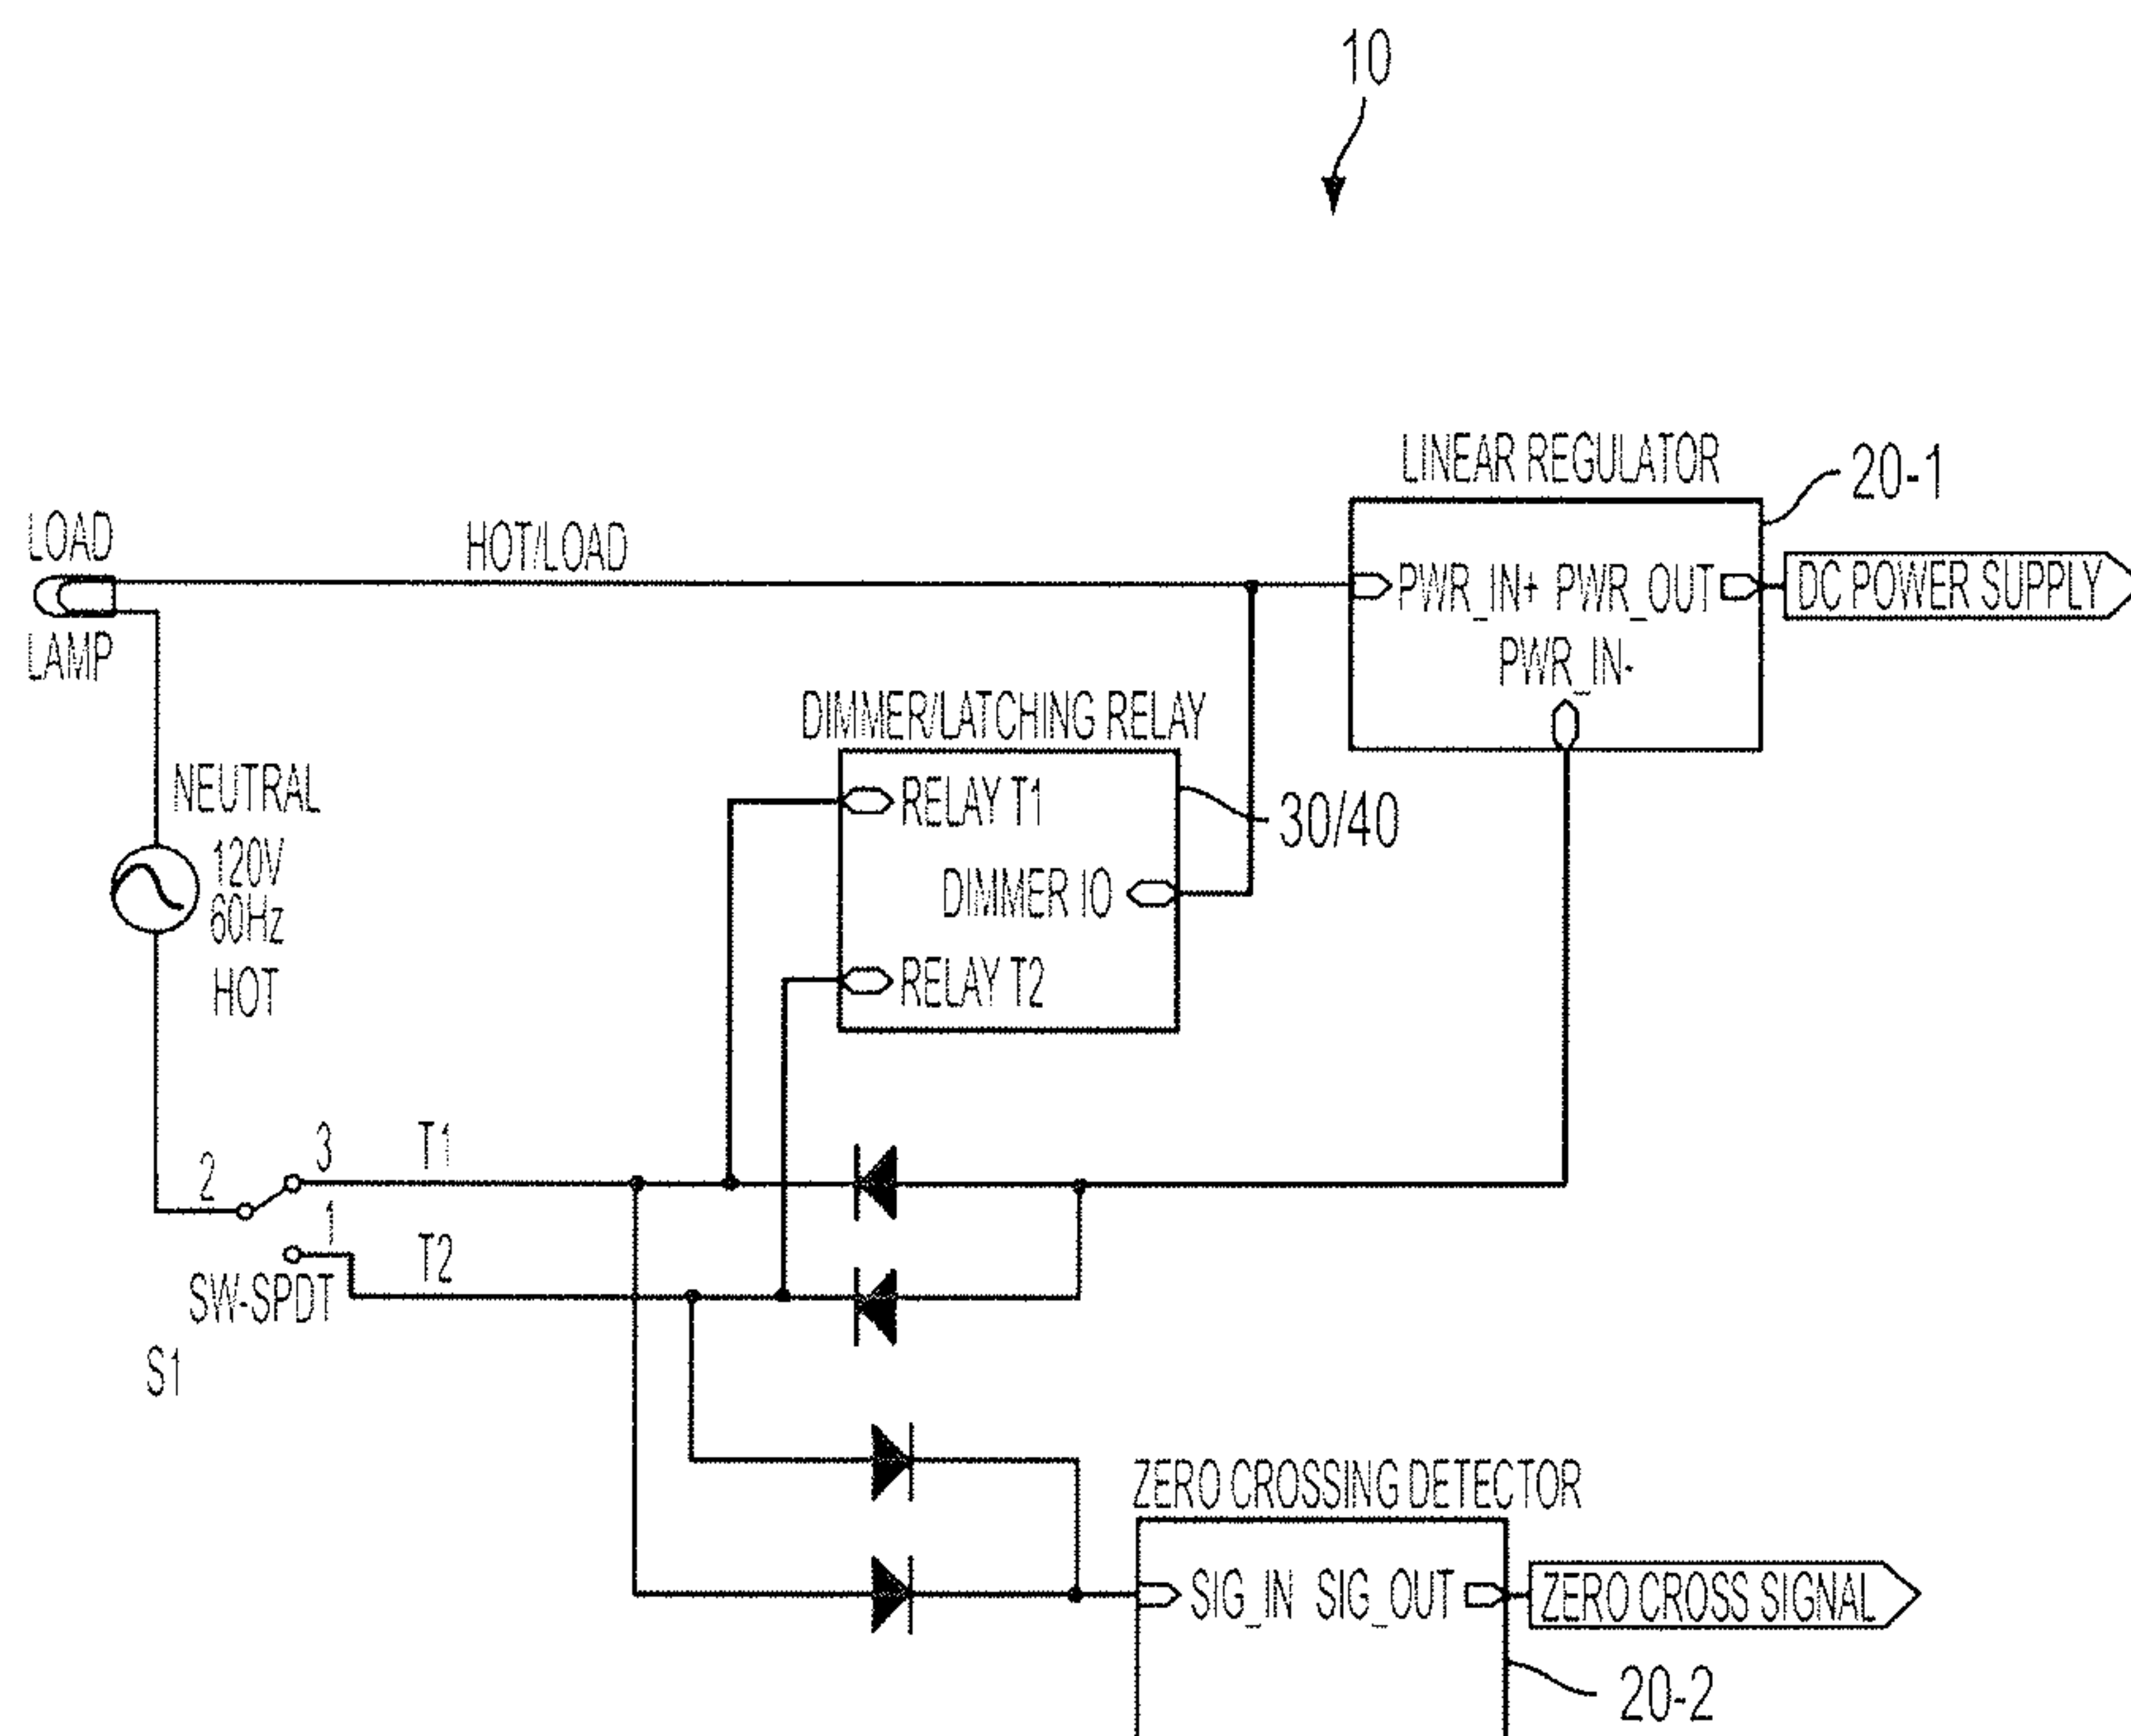 10
LINEAR REGULATOR
20-1
LOAD
HOT/LOAD
PWR_IN+ PWR_OUT
DC POWER SUPPLY
LAMP
PWR_IN-
DIMMER/LATCHING RELAY
NEUTRAL
RELAY T1
30/40
120V
60Hz
DIMMER IO
HOT
RELAY T2
2
3
T1
1
T2
SW-SPDT
S1
ZERO CROSSING DETECTOR
SIG_IN SIG_OUT
ZERO CROSS SIGNAL
20-2